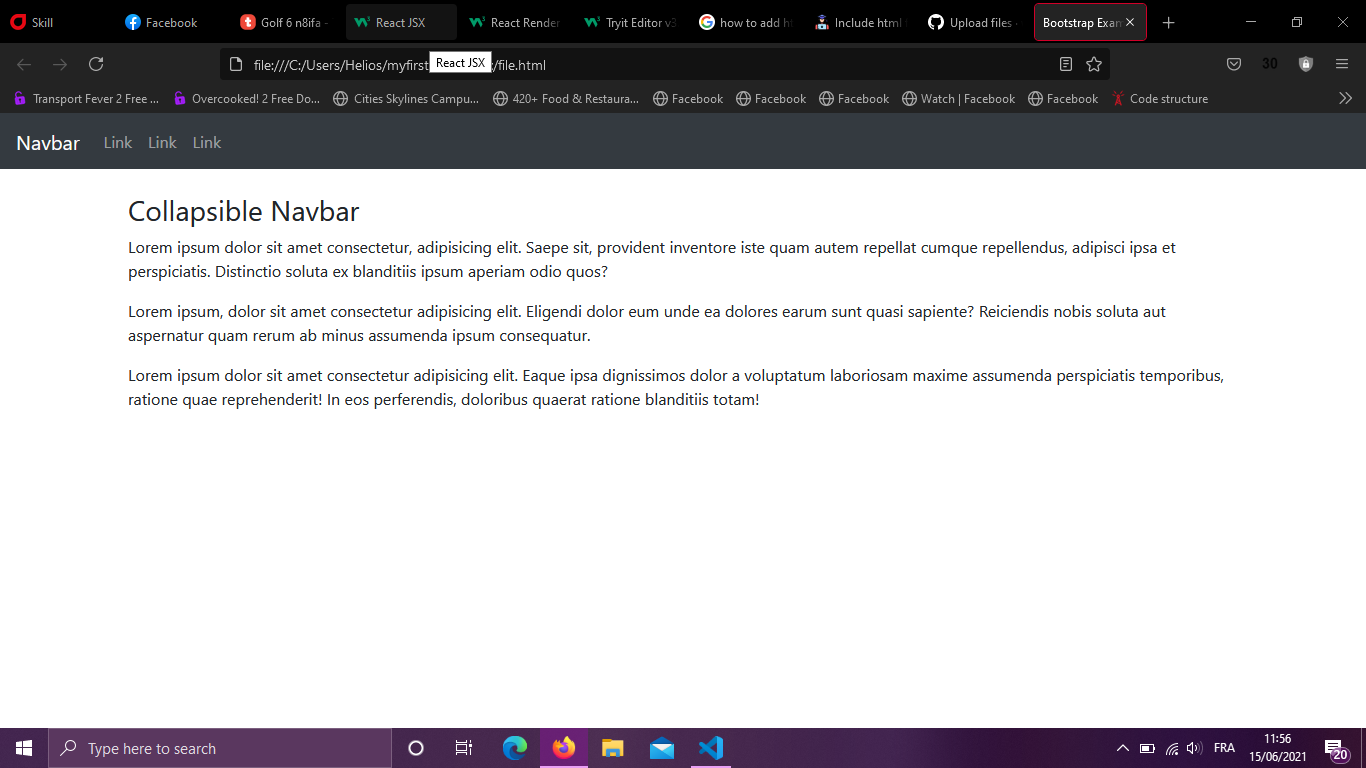 Skill
Facebook
Golf 6 n8ifa -
React JSX
React Render
Tryit Editor v3
how to add ht
Include html
Upload files
Bootstrap Exam
file:///C:/Users/Helios/myfirst
React JSX
/file.html
30
Transport Fever 2 Free ...
Overcooked! 2 Free Do...
Cities Skylines Campu...
420+ Food & Restaura...
Facebook
Facebook
Facebook
Watch | Facebook
Facebook
Code structure
Navbar
Link
Link
Link
Collapsible Navbar
Lorem ipsum dolor sit amet consectetur, adipisicing elit. Saepe sit, provident inventore iste quam autem repellat cumque repellendus, adipisci ipsa et
perspiciatis. Distinctio soluta ex blanditiis ipsum aperiam odio quos?
Lorem ipsum, dolor sit amet consectetur adipisicing elit. Eligendi dolor eum unde ea dolores earum sunt quasi sapiente? Reiciendis nobis soluta aut
aspernatur quam rerum ab minus assumenda ipsum consequatur.
Lorem ipsum dolor sit amet consectetur adipisicing elit. Eaque ipsa dignissimos dolor a voluptatum laboriosam maxime assumenda perspiciatis temporibus,
ratione quae reprehenderit! In eos perferendis, doloribus quaerat ratione blanditiis totam!
Type here to search
FRA
11:56
15/06/2021
20